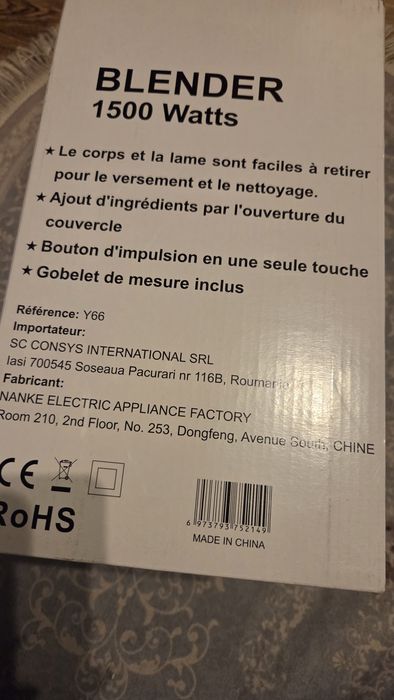 BLENDER
1500 Watts
★ Le corps et la lame sont faciles à retirer
pour le versement et le nettoyage.
★ Ajout d'ingrédients par l'ouverture du
couvercle
★ Bouton d'impulsion en une seule touche
★ Gobelet de mesure inclus
Référence: Y66
Importateur:
SC CONSYS INTERNATIONAL SRL
Iasi 700545 Soseaua Pacurari nr 116B, Roumanie
Fabricant:
NANKE ELECTRIC APPLIANCE FACTORY
Room 210, 2nd Floor, No. 253, Dongfeng, Avenue South, CHINE
CE
RoHS
6 973793 752149
MADE IN CHINA